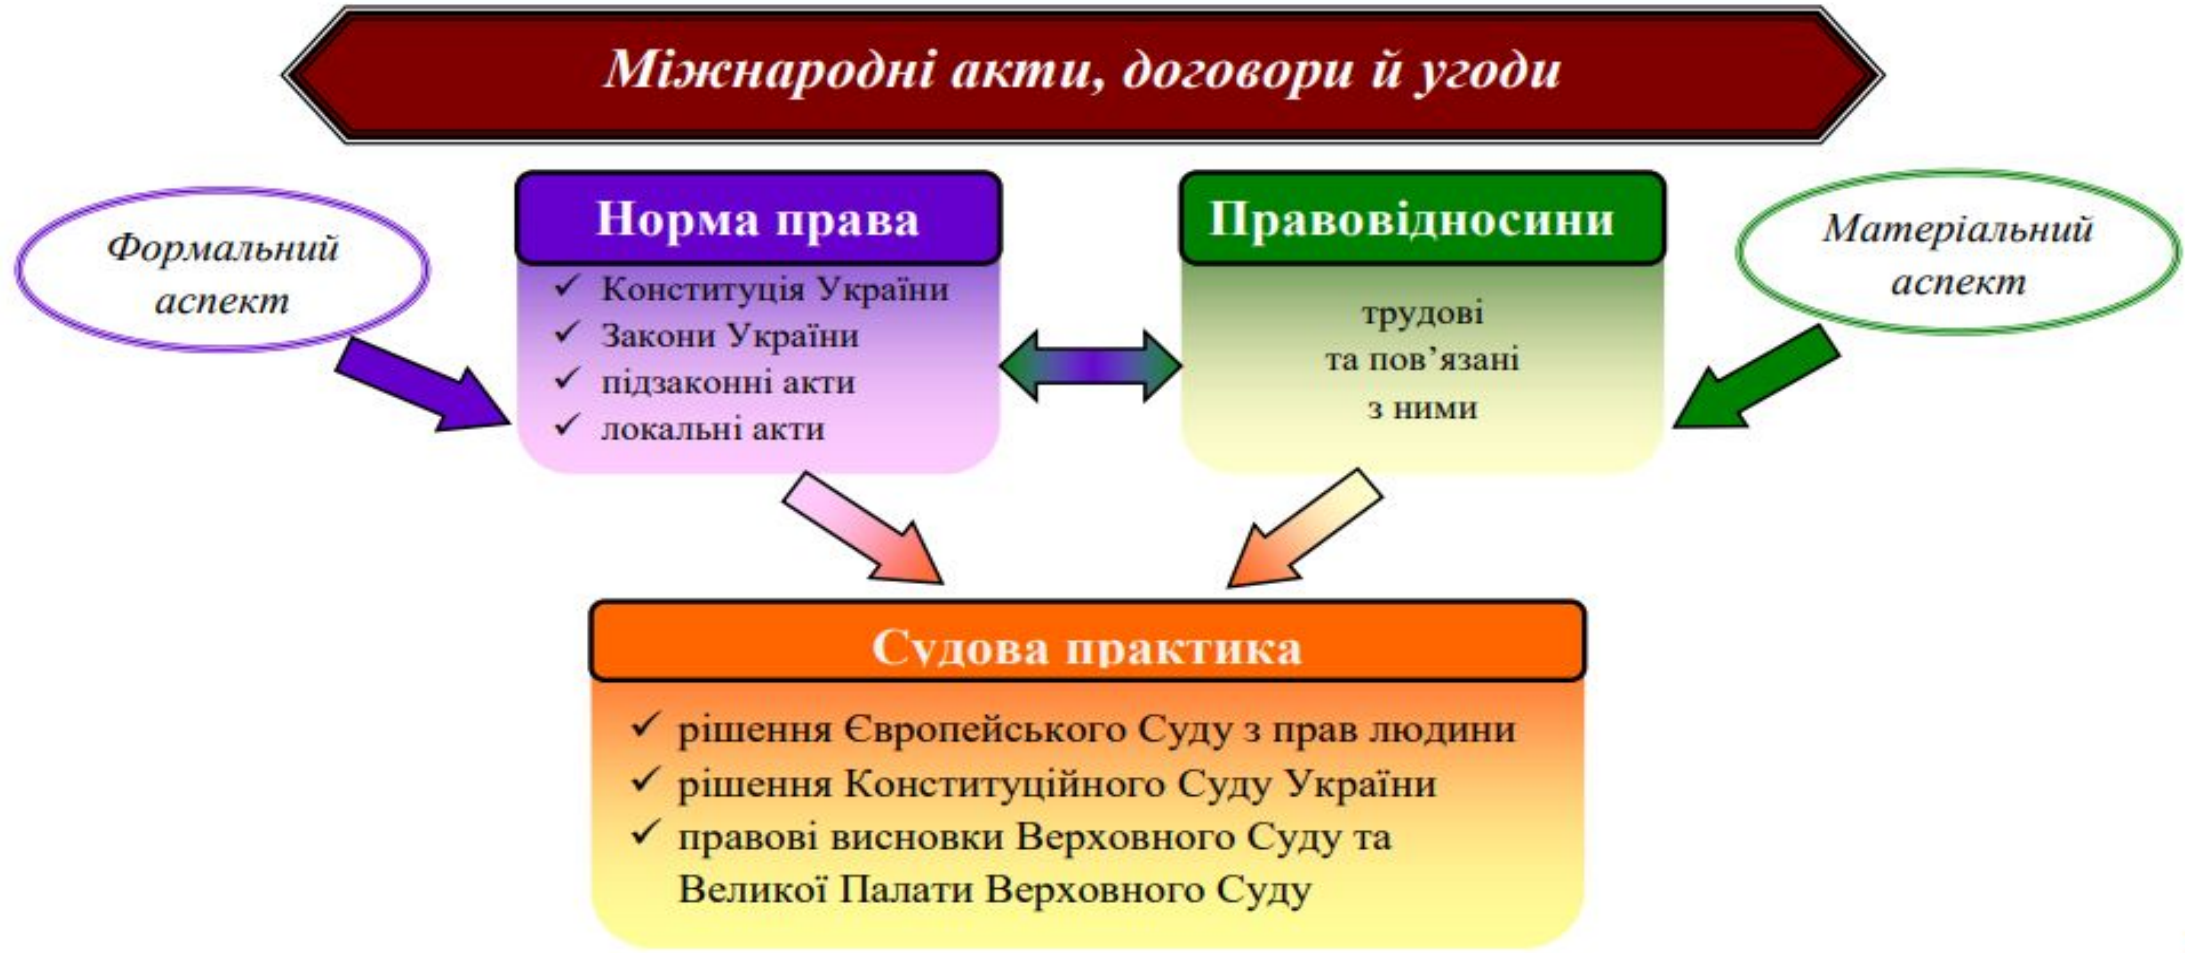 Міжнародні акти, договори й угоди
Формальний
аспект
Норма права
✓ Конституція України
✓ Закони України
✓ підзаконні акти
✓ локальні акти
Правовідносини
трудові
та пов’язані
з ними
Матеріальний
аспект
Судова практика
✓ рішення Європейського Суду з прав людини
✓ рішення Конституційного Суду України
✓ правові висновки Верховного Суду та
Великої Палати Верховного Суду